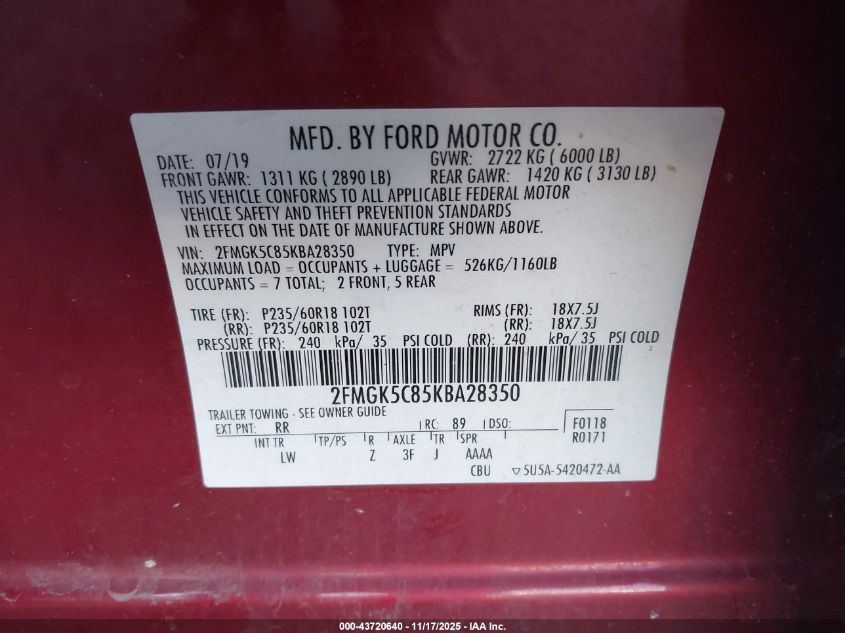 MFD. BY FORD MOTOR CO.
DATE: 07/19 GVWR: 2722 KG ( 6000 LB)
FRONT GAWR: 1311 KG ( 2890 LB) REAR GAWR: 1420 KG ( 3130 LB)
THIS VEHICLE CONFORMS TO ALL APPLICABLE FEDERAL MOTOR
VEHICLE SAFETY AND THEFT PREVENTION STANDARDS
IN EFFECT ON THE DATE OF MANUFACTURE SHOWN ABOVE.
VIN: 2FMGK5C85KBA28350 TYPE: MPV
MAXIMUM LOAD = OCCUPANTS + LUGGAGE = 526KG/1160LB
OCCUPANTS = 7 TOTAL; 2 FRONT, 5 REAR
TIRE (FR): P235/60R18 102T RIMS (FR): 18X7.5J
(RR): P235/60R18 102T (RR): 18X7.5J
PRESSURE (FR): 240 kPa/ 35 PSI COLD (RR): 240 kPa/ 35 PSI COLD
2FMGK5C85KBA28350
TRAILER TOWING - SEE OWNER GUIDE
EXT PNT: RR RC: 89 DSO: F0118
INT TR TP/PS R AXLE TR SPR R0171
LW Z 3F J AAAA
CBU ▽5U5A-5420472-AA
000-43720640 - 11/17/2025 - IAA Inc.